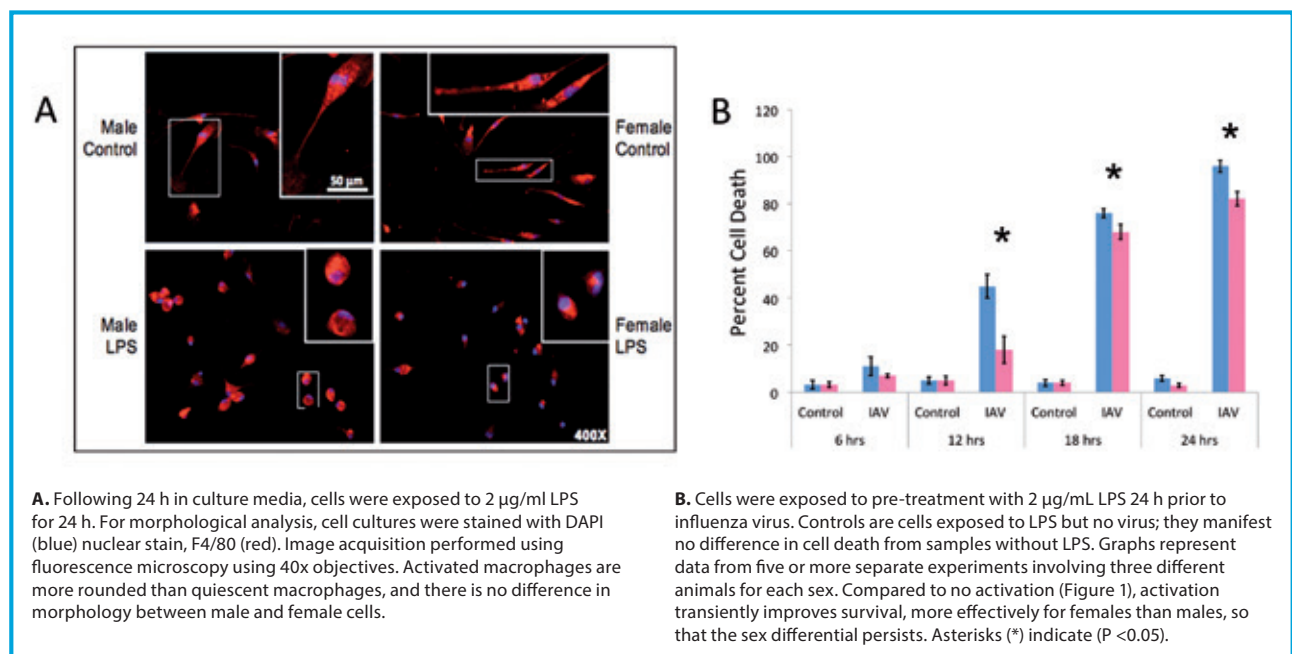 A
Male
Control
50 µm
Female
Control
Male
LPS
Female
LPS
400X
B
Percent Cell Death
120
100
80
60
40
20
0
*
*
*
Control
IAV
Control
IAV
Control
IAV
Control
IAV
6 hrs
12 hrs
18 hrs
24 hrs
A. Following 24 h in culture media, cells were exposed to 2 µg/ml LPS
for 24 h. For morphological analysis, cell cultures were stained with DAPI
(blue) nuclear stain, F4/80 (red). Image acquisition performed using
fluorescence microscopy using 40x objectives. Activated macrophages are
more rounded than quiescent macrophages, and there is no difference in
morphology between male and female cells.
B. Cells were exposed to pre-treatment with 2 µg/mL LPS 24 h prior to
influenza virus. Controls are cells exposed to LPS but no virus; they manifest
no difference in cell death from samples without LPS. Graphs represent
data from five or more separate experiments involving three different
animals for each sex. Compared to no activation (Figure 1), activation
transiently improves survival, more effectively for females than males, so
that the sex differential persists. Asterisks (*) indicate (P <0.05).